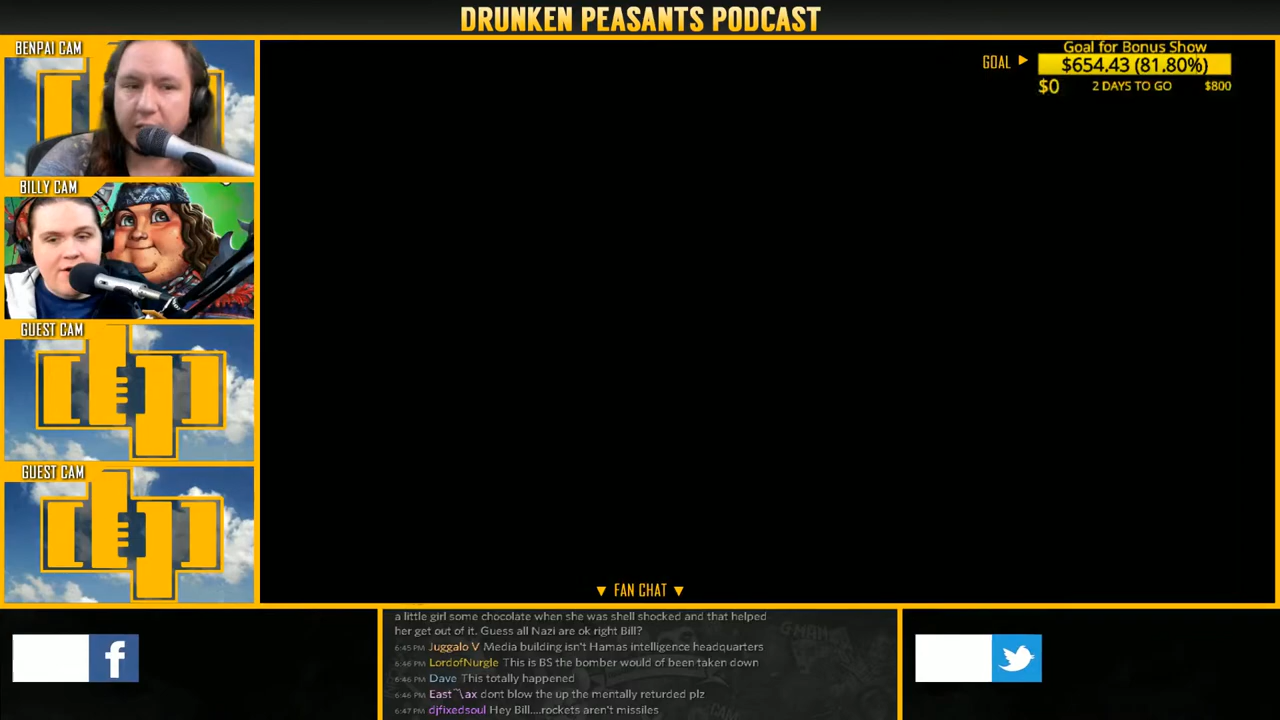 DRUNKEN PEASANTS PODCAST
BENPAI CAM
BILLY CAM
GUEST CAM
GUEST CAM
GOAL ▶
Goal for Bonus Show
$654.43 (81.80%)
$0 2 DAYS TO GO $800
▼ FAN CHAT ▼
a little girl some chocolate when she was shell shocked and that helped
her get out of it. Guess all Nazi are ok right Bill?
6:45 PM Juggalo V Media building isn't Hamas intelligence headquarters
6:46 PM LordofNurgle This is BS the bomber would of been taken down
6:46 PM Dave This totally happened
6:46 PM East~\ax dont blow the up the mentally returded plz
6:47 PM djfixedsoul Hey Bill....rockets aren't missiles
f